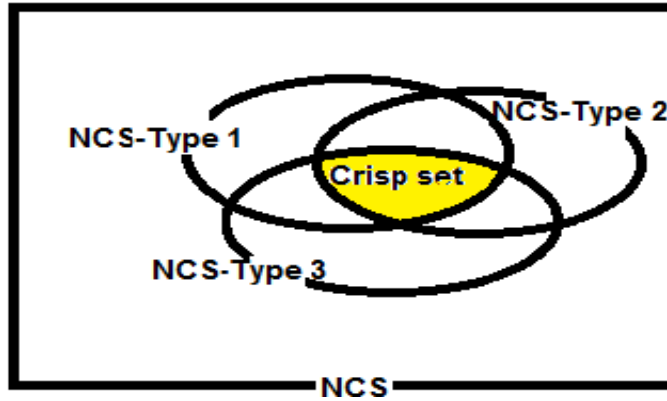 NCS-Type 2
NCS-Type 1
Crisp set
NCS-Type 3
NCS